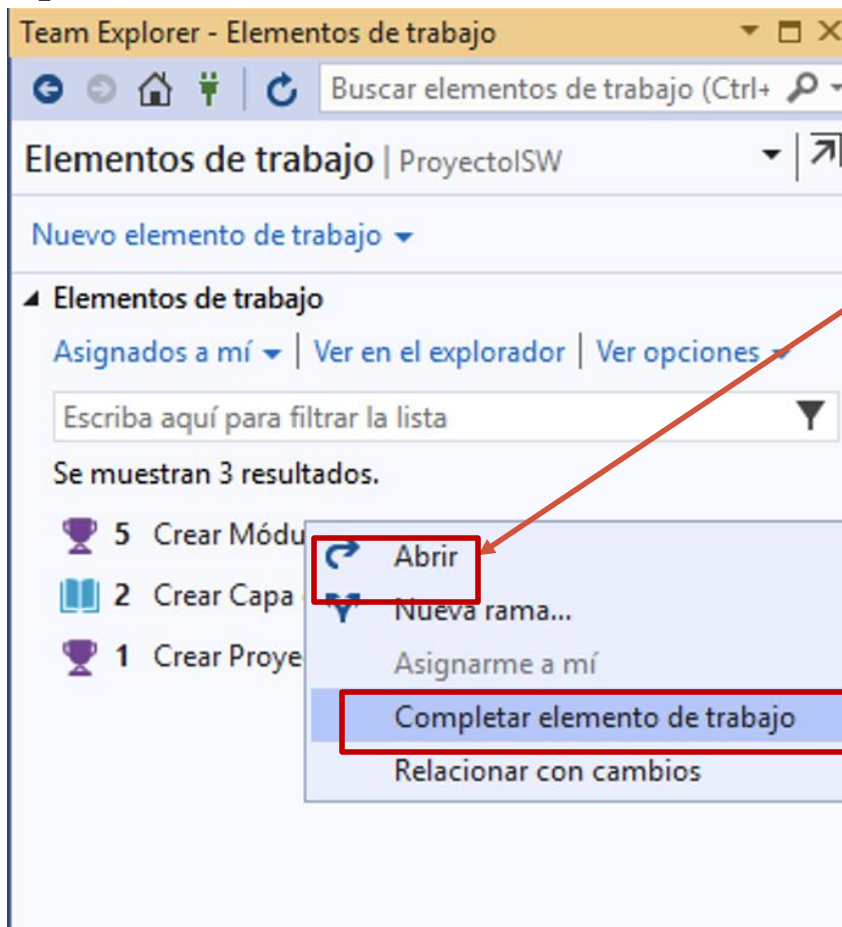 Team Explorer - Elementos de trabajo
Buscar elementos de trabajo (Ctrl+
Elementos de trabajo | ProyectoISW
Nuevo elemento de trabajo
Elementos de trabajo
Asignados a mí | Ver en el explorador | Ver opciones
Escriba aquí para filtrar la lista
Se muestran 3 resultados.
5 Crear Módu
2 Crear Capa
1 Crear Proye
Abrir
Nueva rama...
Asignarme a mí
Completar elemento de trabajo
Relacionar con cambios